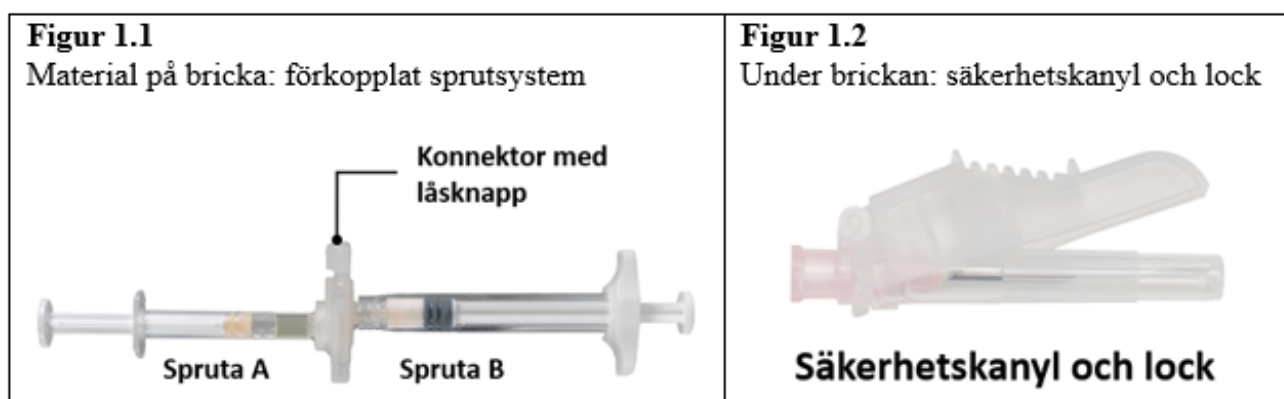 Figur 1.1
Material på bricka: förkopplat sprutsystem
Konnektor med
låsknapp
Spruta A
Spruta B
Figur 1.2
Under brickan: säkerhetskanyl och lock
Säkerhetskanyl och lock